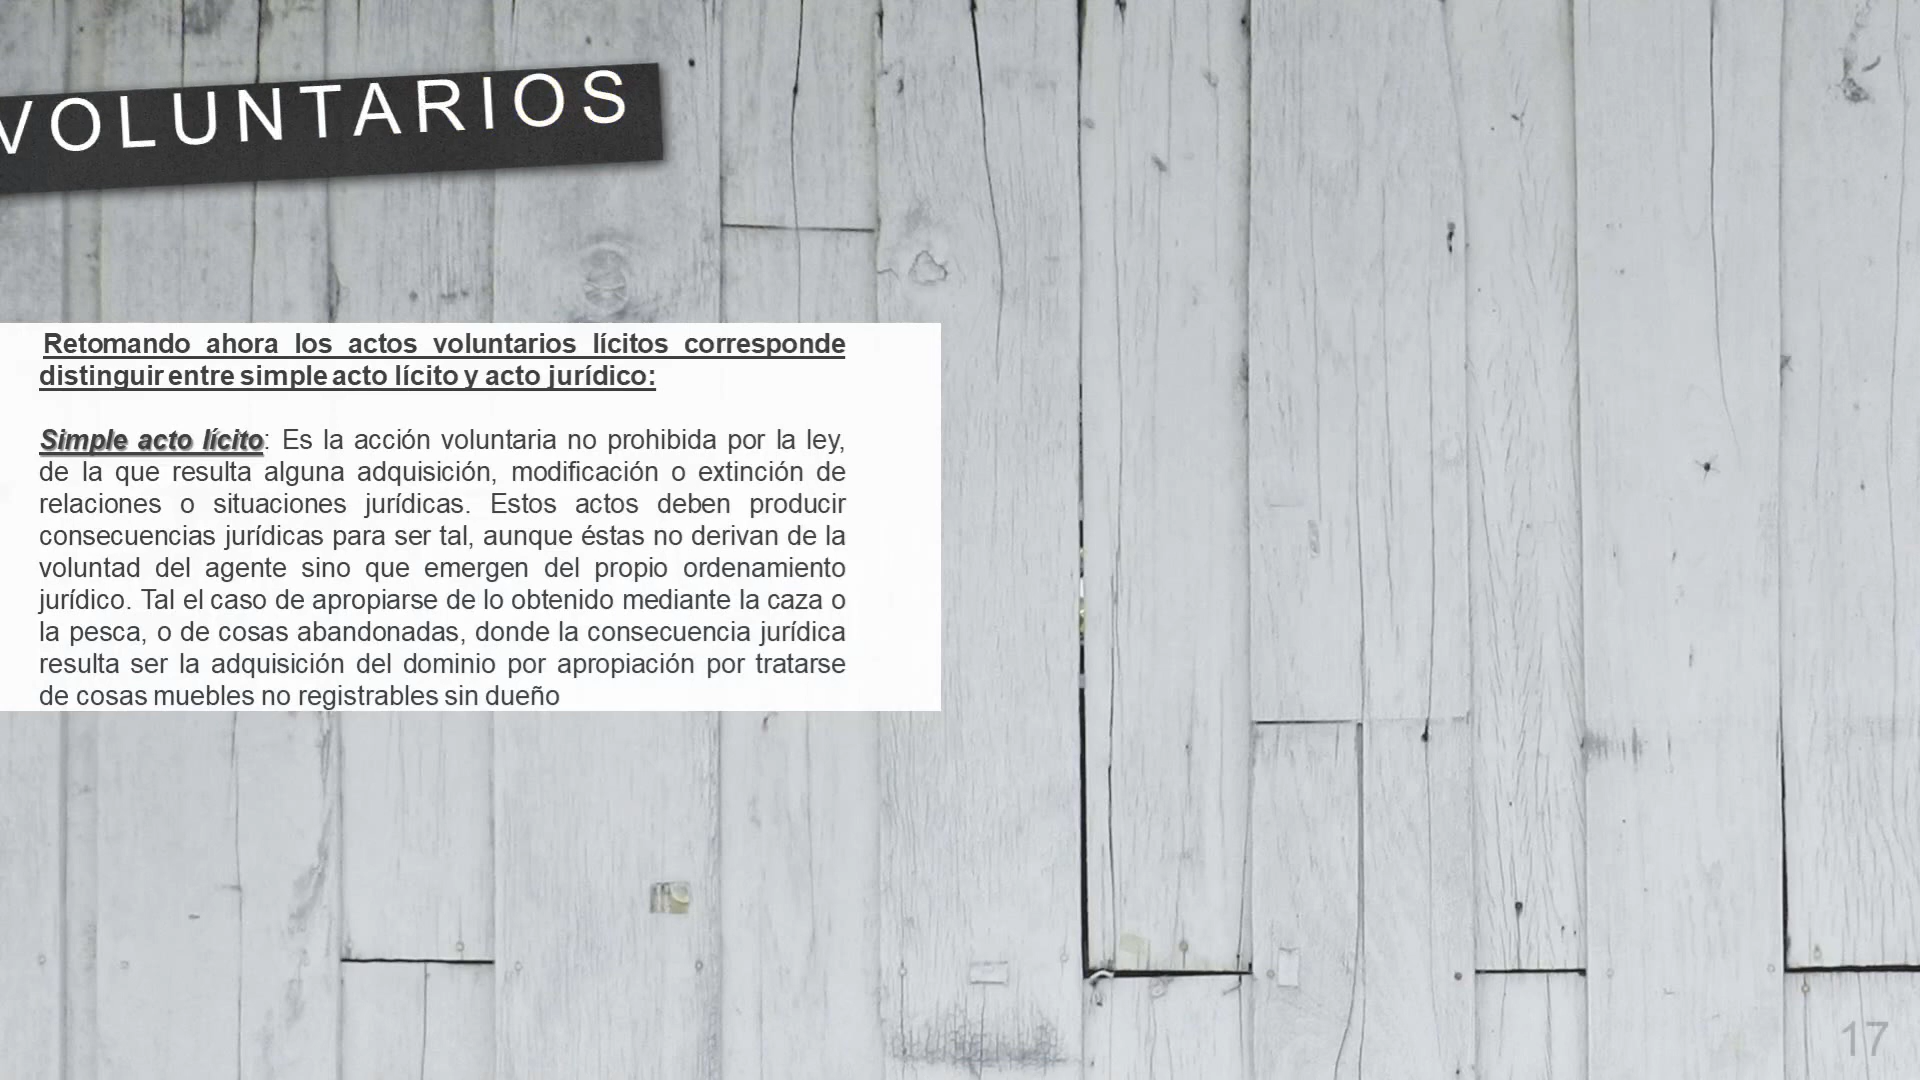 VOLUNTARIOS
Retomando ahora los actos voluntarios lícitos corresponde
distinguir entre simple acto lícito y acto jurídico:
Simple acto lícito: Es la acción voluntaria no prohibida por la ley,
de la que resulta alguna adquisición, modificación o extinción de
relaciones o situaciones jurídicas. Estos actos deben producir
consecuencias jurídicas para ser tal, aunque éstas no derivan de la
voluntad del agente sino que emergen del propio ordenamiento
jurídico. Tal el caso de apropiarse de lo obtenido mediante la caza o
la pesca, o de cosas abandonadas, donde la consecuencia jurídica
resulta ser la adquisición del dominio por apropiación por tratarse
de cosas muebles no registrables sin dueño
17